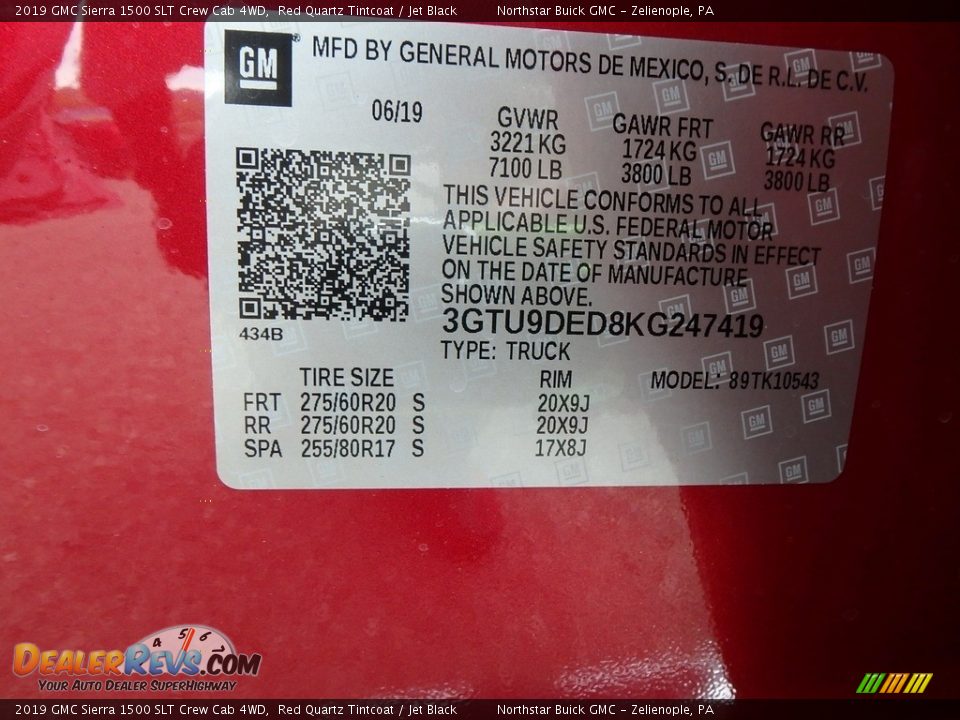 2019 GMC Sierra 1500 SLT Crew Cab 4WD, Red Quartz Tintcoat / Jet Black Northstar Buick GMC - Zelienople, PA
GM® MFD BY GENERAL MOTORS DE MEXICO, S. DE R.L. DE C.V.
06/19 GVWR GAWR FRT GAWR RR
3221 KG 1724 KG 1724 KG
7100 LB 3800 LB 3800 LB
THIS VEHICLE CONFORMS TO ALL
APPLICABLE U.S. FEDERAL MOTOR
VEHICLE SAFETY STANDARDS IN EFFECT
ON THE DATE OF MANUFACTURE
SHOWN ABOVE.
434B 3GTU9DED8KG247419
TYPE: TRUCK
TIRE SIZE RIM MODEL: 89TK10543
FRT 275/60R20 S 20X9J
RR 275/60R20 S 20X9J
SPA 255/80R17 S 17X8J
4 5 6
DealerRevs.com
Your Auto Dealer SuperHighway
2019 GMC Sierra 1500 SLT Crew Cab 4WD, Red Quartz Tintcoat / Jet Black Northstar Buick GMC - Zelienople, PA